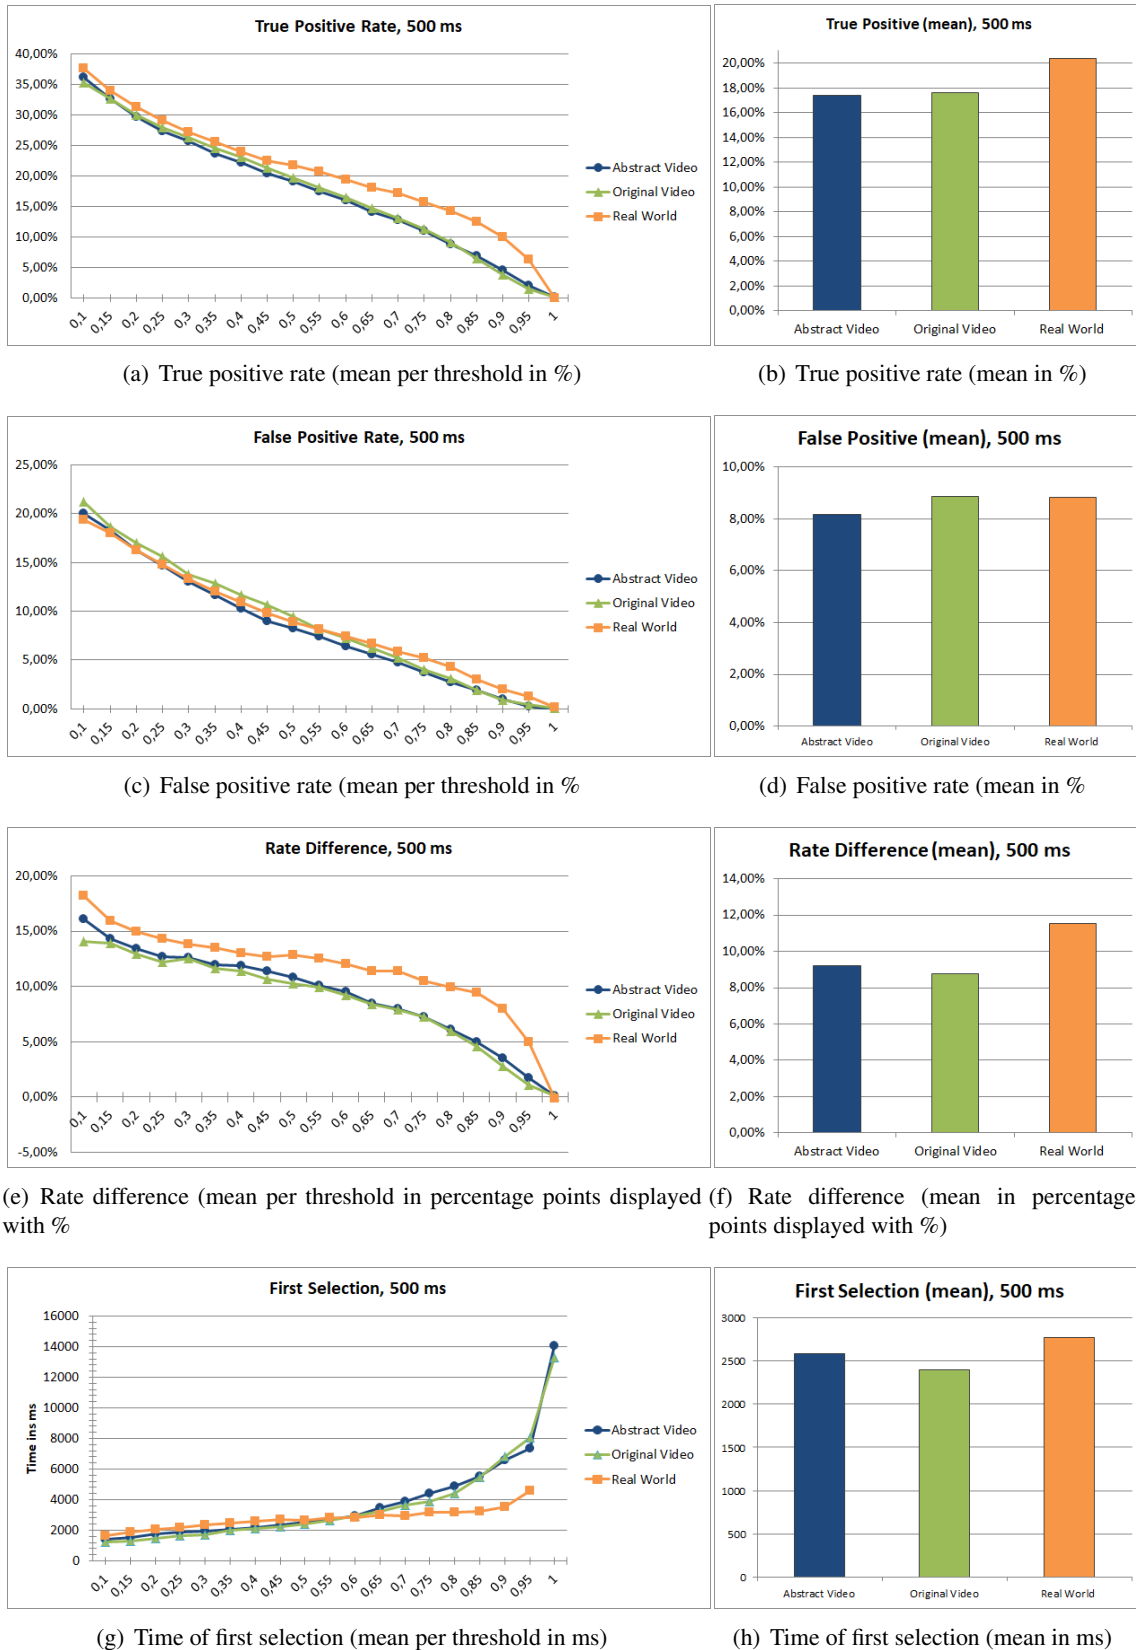 True Positive Rate, 500 ms
40,00%
35,00%
30,00%
25,00%
20,00%
15,00%
10,00%
5,00%
0,00%
0,1 0,15 0,2 0,25 0,3 0,35 0,4 0,45 0,5 0,55 0,6 0,65 0,7 0,75 0,8 0,85 0,9 0,95 1
Abstract Video
Original Video
Real World
True Positive (mean), 500 ms
20,00%
18,00%
16,00%
14,00%
12,00%
10,00%
8,00%
6,00%
4,00%
2,00%
0,00%
Abstract Video Original Video Real World
(a) True positive rate (mean per threshold in %)
(b) True positive rate (mean in %)
False Positive Rate, 500 ms
25,00%
20,00%
15,00%
10,00%
5,00%
0,00%
0,1 0,15 0,2 0,25 0,3 0,35 0,4 0,45 0,5 0,55 0,6 0,65 0,7 0,75 0,8 0,85 0,9 0,95 1
Abstract Video
Original Video
Real World
False Positive (mean), 500 ms
10,00%
8,00%
6,00%
4,00%
2,00%
0,00%
Abstract Video Original Video Real World
(c) False positive rate (mean per threshold in %
(d) False positive rate (mean in %
Rate Difference, 500 ms
20,00%
15,00%
10,00%
5,00%
0,00%
-5,00%
0,1 0,15 0,2 0,25 0,3 0,35 0,4 0,45 0,5 0,55 0,6 0,65 0,7 0,75 0,8 0,85 0,9 0,95 1
Abstract Video
Original Video
Real World
Rate Difference (mean), 500 ms
14,00%
12,00%
10,00%
8,00%
6,00%
4,00%
2,00%
0,00%
Abstract Video Original Video Real World
(e) Rate difference (mean per threshold in percentage points displayed
with %
(f) Rate difference (mean in percentage
points displayed with %)
First Selection, 500 ms
Time ins ms
16000
14000
12000
10000
8000
6000
4000
2000
0
0,1 0,15 0,2 0,25 0,3 0,35 0,4 0,45 0,5 0,55 0,6 0,65 0,7 0,75 0,8 0,85 0,9 0,95 1
Abstract Video
Original Video
Real World
First Selection (mean), 500 ms
3000
2500
2000
1500
1000
500
0
Abstract Video Original Video Real World
(g) Time of first selection (mean per threshold in ms)
(h) Time of first selection (mean in ms)